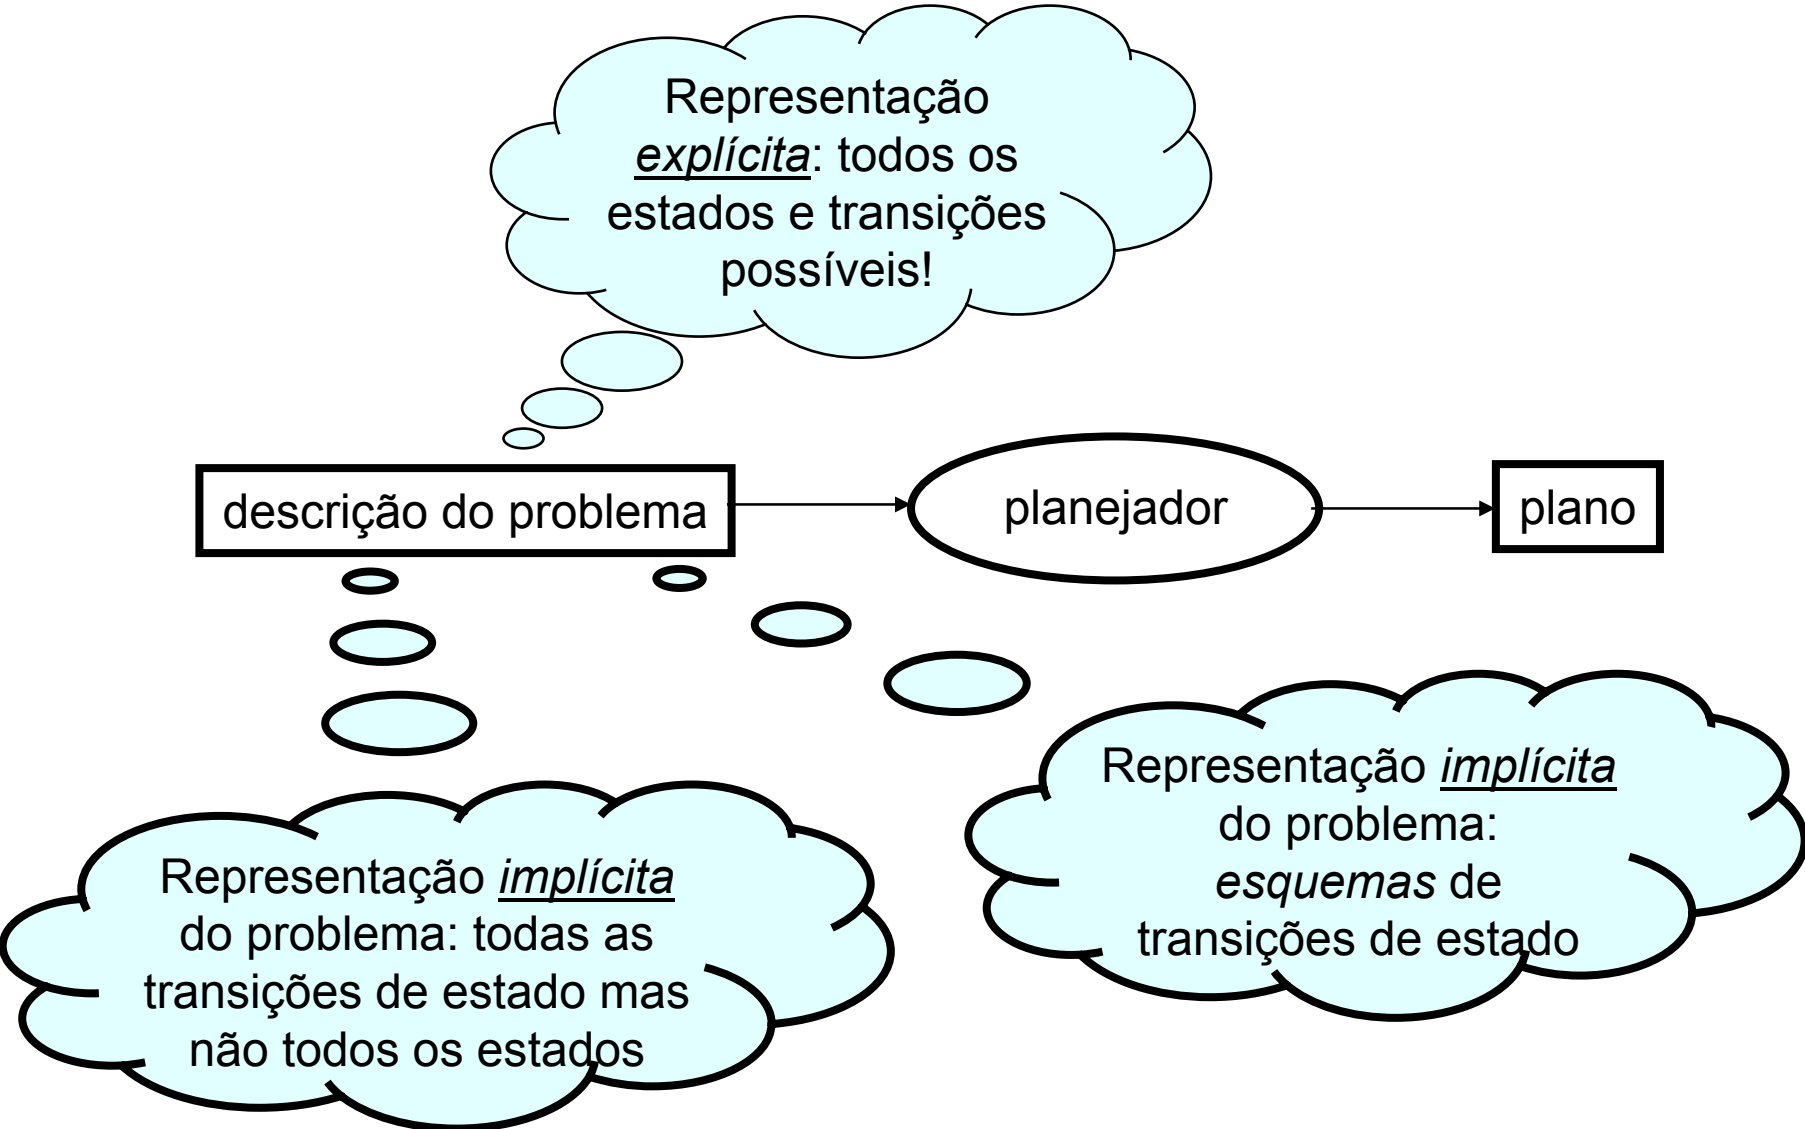 Representação
explícita: todos os
estados e transições
possíveis!
descrição do problema
planejador
plano
Representação implícita
do problema:
esquemas de
transições de estado
Representação implícita
do problema: todas as
transições de estado mas
não todos os estados